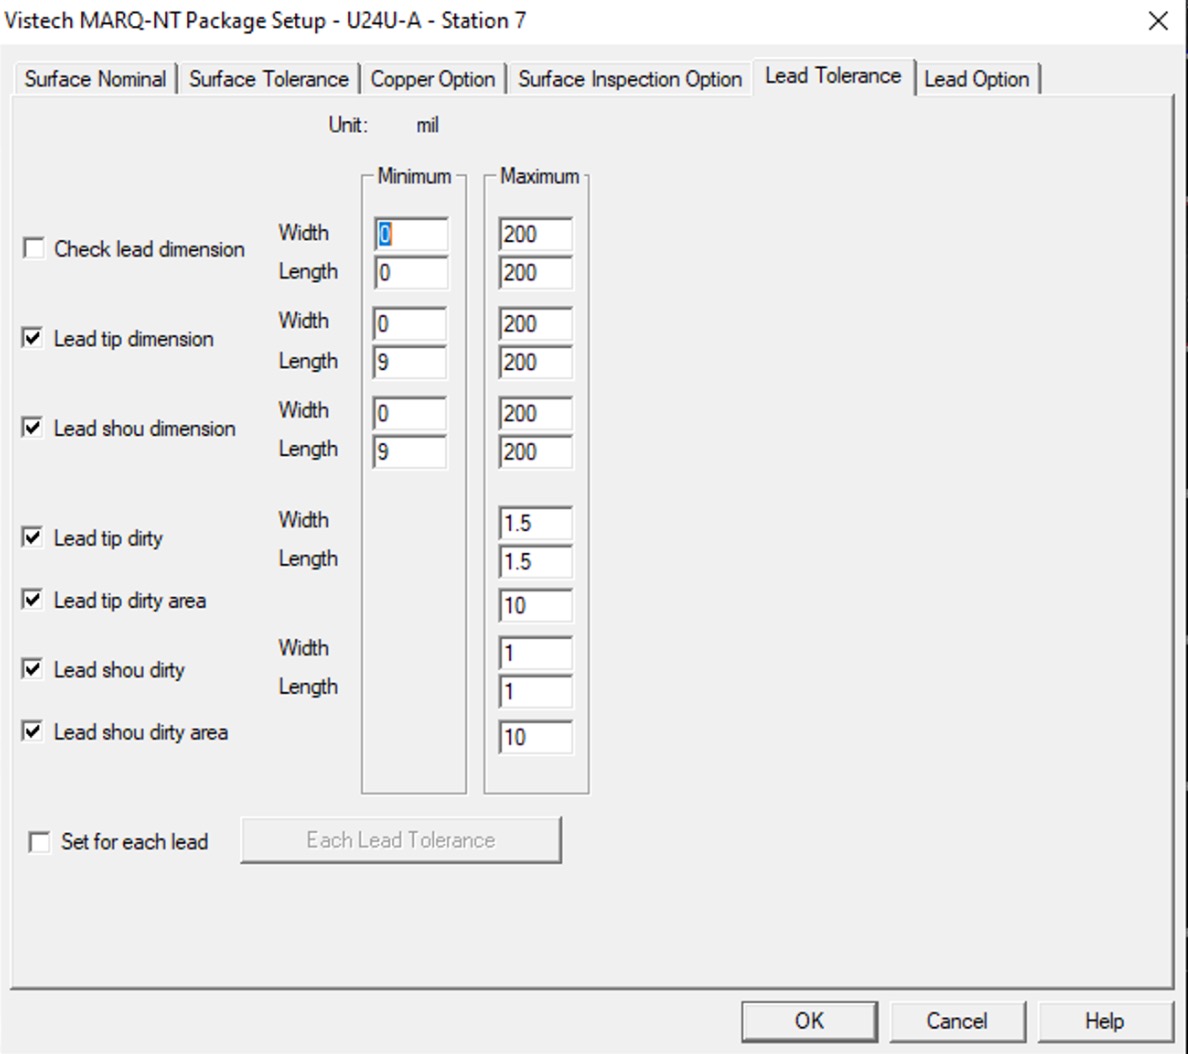 Vistech MARQ-NT Package Setup - U24U-A - Station 7
Surface Nominal Surface Tolerance Copper Option Surface Inspection Option Lead Tolerance Lead Option
Unit: mil
Minimum Maximum
Check lead dimension
Width 0 200
Length 0 200
Lead tip dimension
Width 0 200
Length 9 200
Lead shou dimension
Width 0 200
Length 9 200
Lead tip dirty
Width 1.5
Length 1.5
Lead tip dirty area 10
Lead shou dirty
Width 1
Length 1
Lead shou dirty area 10
Set for each lead Each Lead Tolerance
OK Cancel Help